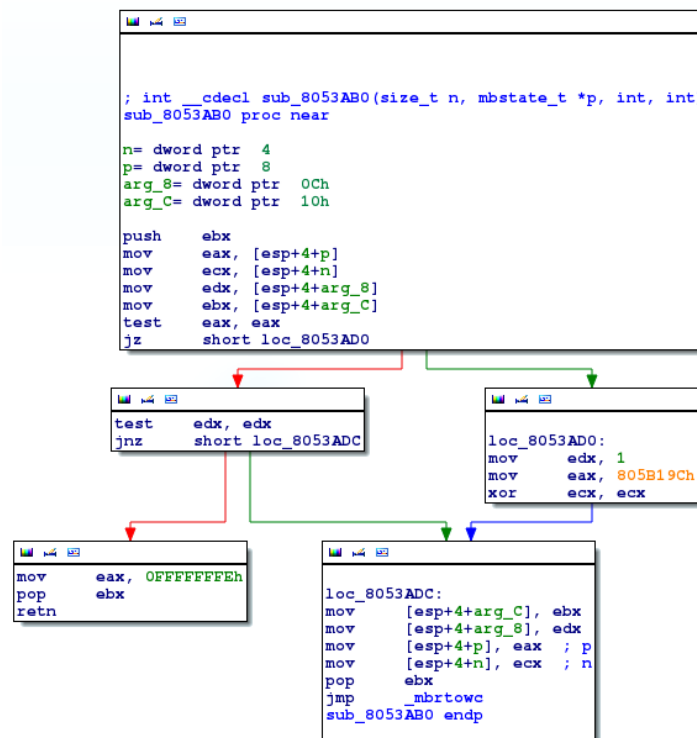 ; int __cdecl sub_8053AB0(size_t n, mbstate_t *p, int, int
sub_8053AB0 proc near
n= dword ptr  4
p= dword ptr  8
arg_8= dword ptr  0Ch
arg_C= dword ptr  10h
push    ebx
mov     eax, [esp+4+p]
mov     ecx, [esp+4+n]
mov     edx, [esp+4+arg_8]
mov     ebx, [esp+4+arg_C]
test    eax, eax
jz      short loc_8053AD0
test    edx, edx
jnz     short loc_8053ADC
loc_8053AD0:
mov     edx, 1
mov     eax, 805B19Ch
xor     ecx, ecx
mov     eax, 0FFFFFFFEh
pop     ebx
retn
loc_8053ADC:
mov     [esp+4+arg_C], ebx
mov     [esp+4+arg_8], edx
mov     [esp+4+p], eax  ; p
mov     [esp+4+n], ecx  ; n
pop     ebx
jmp     _mbrtowc
sub_8053AB0 endp